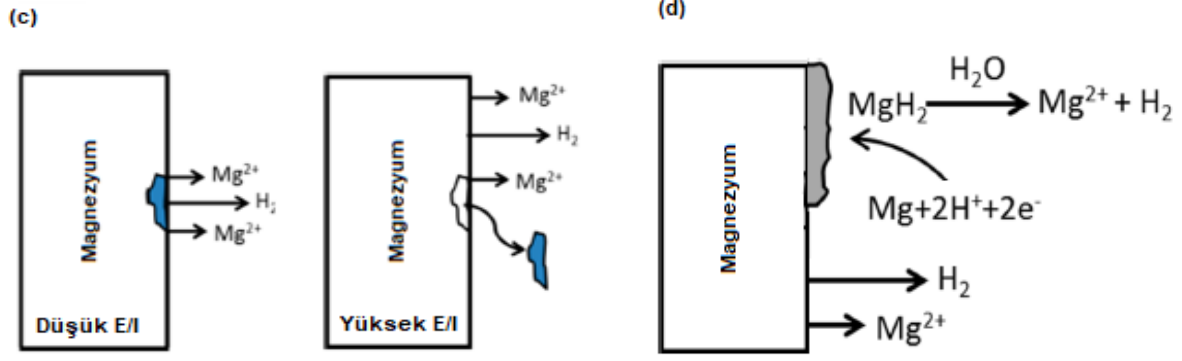 (c)
Magnezyum
Mg²⁺
H₂
Mg²⁺
Düşük E/I
Magnezyum
Mg²⁺
H₂
Mg²⁺
Yüksek E/I
(d)
Magnezyum
H₂O
MgH₂ Mg²⁺ + H₂
Mg+2H⁺+2e⁻
H₂
Mg²⁺